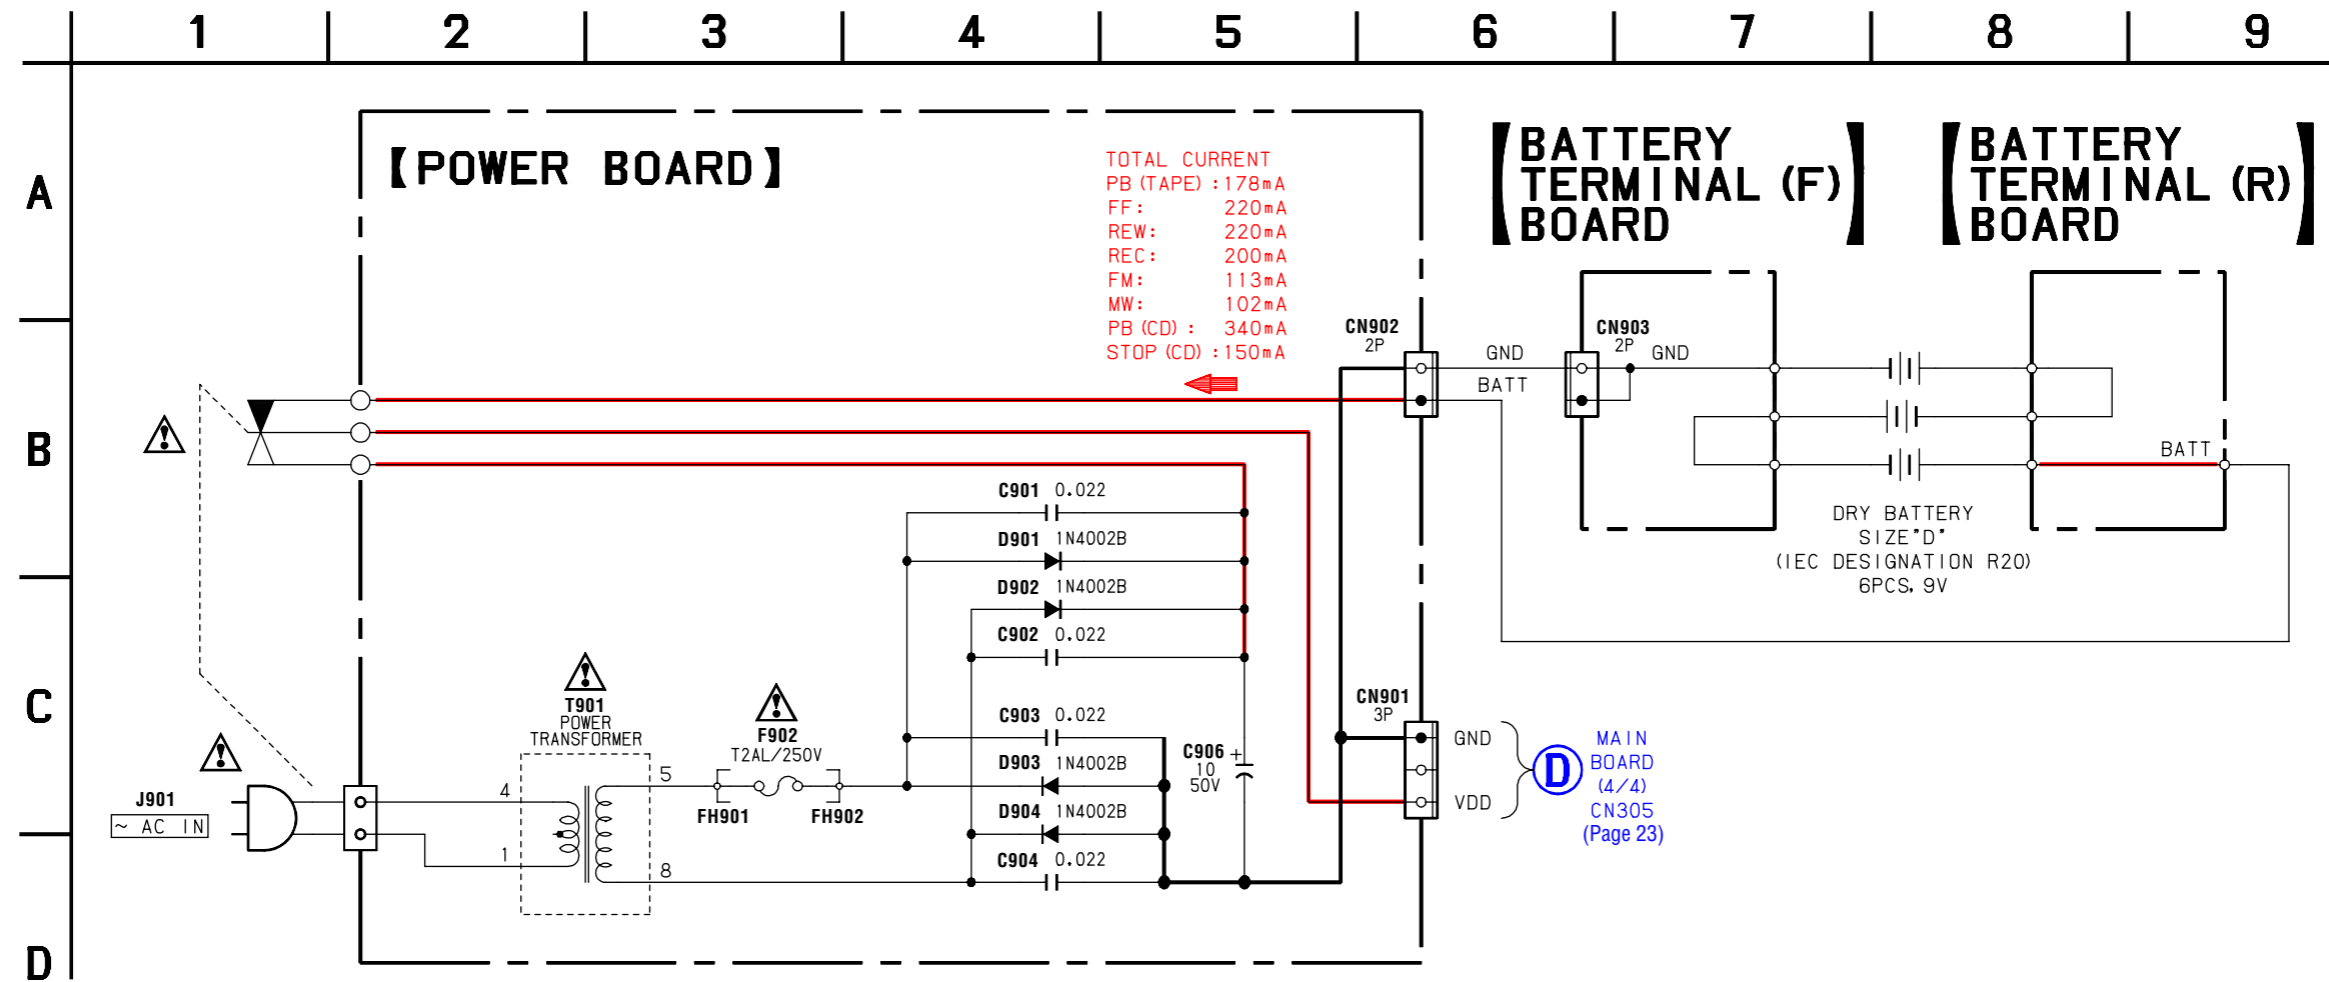 1 2 3 4 5 6 7 8 9
A
B
C
D
【POWER BOARD】
TOTAL CURRENT
PB (TAPE) : 178mA
FF: 220mA
REW: 220mA
REC: 200mA
FM: 113mA
MW: 102mA
PB (CD) : 340mA
STOP (CD) : 150mA
【BATTERY
TERMINAL (F)
BOARD】
【BATTERY
TERMINAL (R)
BOARD】
CN902
2P
GND
BATT
CN903
2P
GND
BATT
DRY BATTERY
SIZE"D"
(IEC DESIGNATION R20)
6PCS, 9V
C901 0.022
D901 1N4002B
D902 1N4002B
C902 0.022
C903 0.022
D903 1N4002B
D904 1N4002B
C904 0.022
C906 +
10
50V
T901
POWER
TRANSFORMER
4
1
5
8
F902
T2AL/250V
FH901
FH902
J901
~ AC IN
CN901
3P
GND
VDD
D
MAIN
BOARD
(4/4)
CN305
(Page 23)